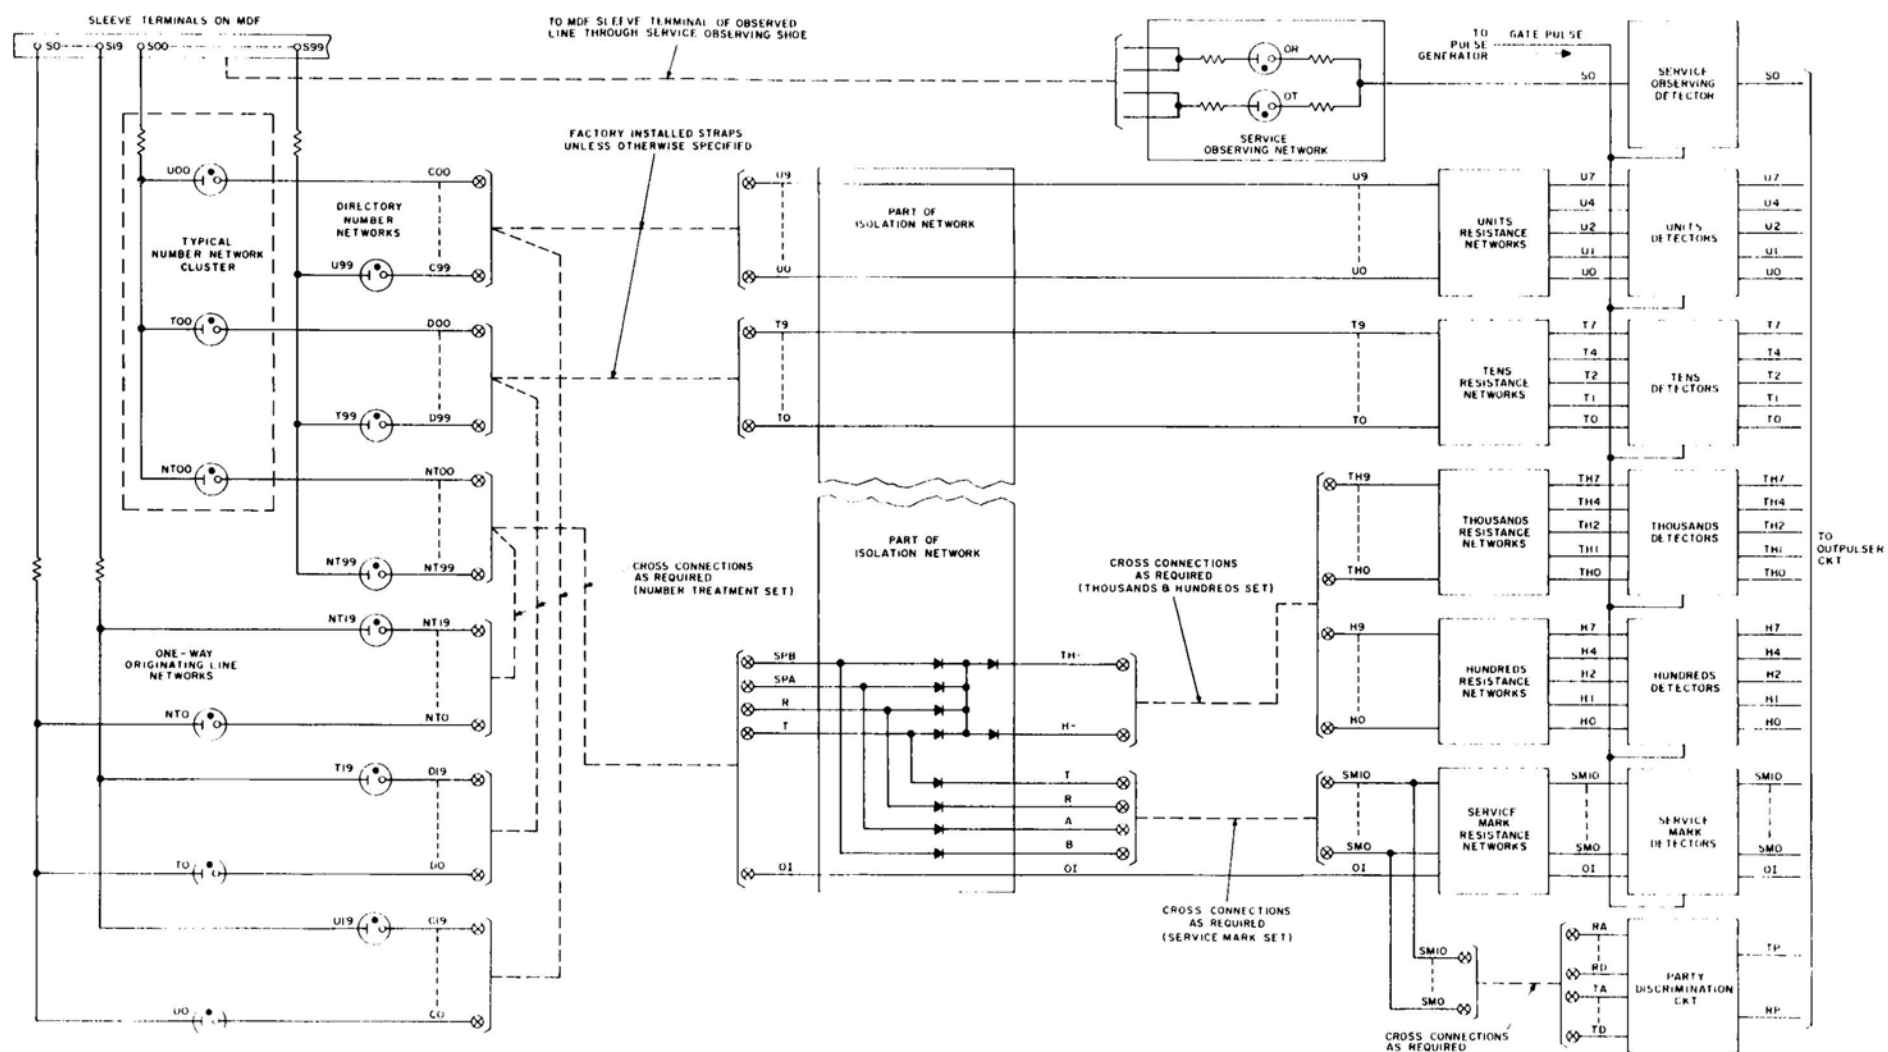 SLEEVE TERMINALS ON MDF
S0 S19 S00 S99
TO MDF SLEEVE TERMINAL OF OBSERVED
LINE THROUGH SERVICE OBSERVING SHOE
OR
OT
SERVICE
OBSERVING NETWORK
TO
PULSE
GENERATOR
GATE PULSE
SO
SERVICE
OBSERVING
DETECTOR
SO
FACTORY INSTALLED STRAPS
UNLESS OTHERWISE SPECIFIED
U00
C00
DIRECTORY
NUMBER
NETWORKS
TYPICAL
NUMBER NETWORK
CLUSTER
U99
C99
T00
D00
T99
D99
NT00
NT00
NT99
NT99
NT19
NT19
ONE-WAY
ORIGINATING LINE
NETWORKS
NT0
NT0
T19
D19
T0
D0
U19
C19
U0
C0
U9
U0
T9
T0
PART OF
ISOLATION NETWORK
U9
U0
T9
T0
PART OF
ISOLATION NETWORK
CROSS CONNECTIONS
AS REQUIRED
(NUMBER TREATMENT SET)
SPB
SPA
R
T
OI
TH-
H-
T
R
A
B
OI
CROSS CONNECTIONS
AS REQUIRED
(THOUSANDS & HUNDREDS SET)
CROSS CONNECTIONS
AS REQUIRED
(SERVICE MARK SET)
TH9
TH0
H9
H0
SM10
SM0
OI
UNITS
RESISTANCE
NETWORKS
U7
U4
U2
U1
U0
UNITS
DETECTORS
U7
U4
U2
U1
U0
TENS
RESISTANCE
NETWORKS
T7
T4
T2
T1
T0
TENS
DETECTORS
T7
T4
T2
T1
T0
THOUSANDS
RESISTANCE
NETWORKS
TH7
TH4
TH2
TH1
TH0
THOUSANDS
DETECTORS
TH7
TH4
TH2
TH1
TH0
HUNDREDS
RESISTANCE
NETWORKS
H7
H4
H2
H1
H0
HUNDREDS
DETECTORS
H7
H4
H2
H1
H0
SERVICE
MARK
RESISTANCE
NETWORKS
SM10
SM0
OI
SERVICE
MARK
DETECTORS
SM10
SM0
OI
TO
OUTPULSER
CKT
SM10
SM0
RA
RD
TA
TD
PARTY
DISCRIMINATION
CKT
TP
RP
CROSS CONNECTIONS
AS REQUIRED